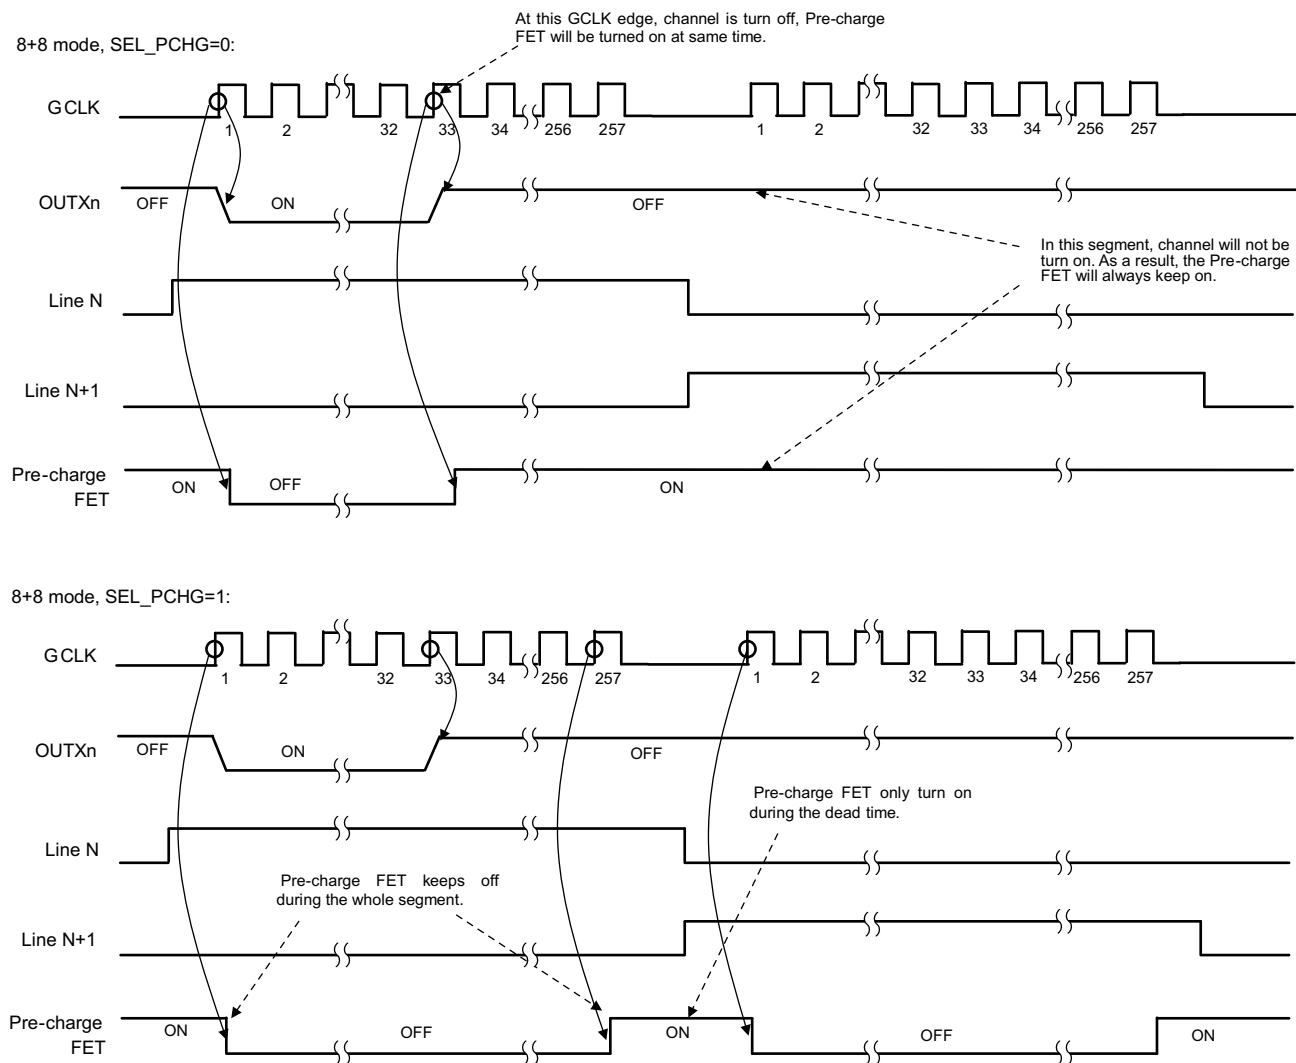 At this GCLK edge, channel is turn off, Pre-charge
FET will be turned on at same time.
8+8 mode, SEL_PCHG=0:
GCLK
1 2 32 33 34 256 257 1 2 32 33 34 256 257
OUTXn
OFF ON OFF
In this segment, channel will not be
turn on. As a result, the Pre-charge
FET will always keep on.
Line N
Line N+1
Pre-charge
FET
ON OFF ON
8+8 mode, SEL_PCHG=1:
GCLK
1 2 32 33 34 256 257 1 2 32 33 34 256 257
OUTXn
OFF ON OFF
Pre-charge FET only turn on
during the dead time.
Line N
Pre-charge FET keeps off
during the whole segment.
Line N+1
Pre-charge
FET
ON OFF ON OFF ON